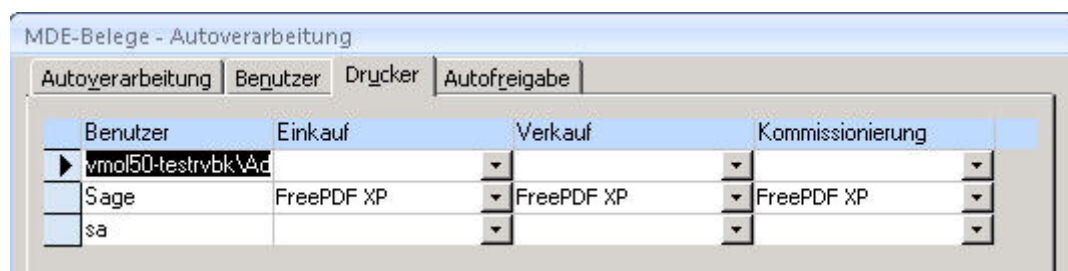 MDE-Belege - Autoverarbeitung
Autoverarbeitung Benutzer Drucker Autofreigabe
Benutzer Einkauf Verkauf Kommissionierung
vmol50-testrvbk\Ad
Sage FreePDF XP FreePDF XP FreePDF XP
sa